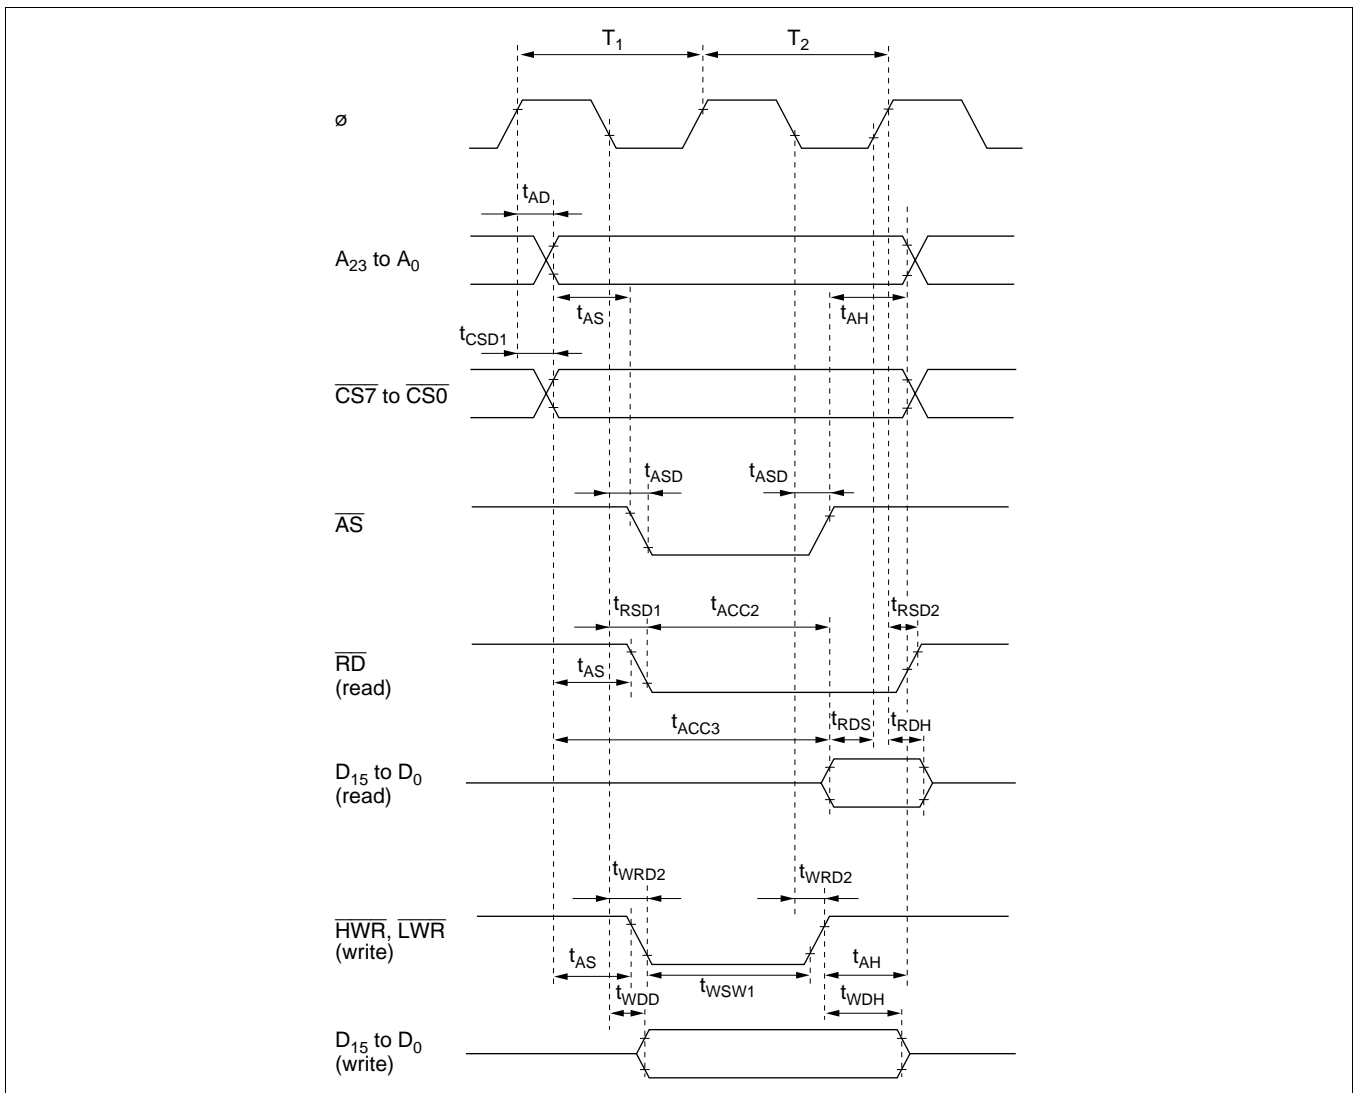 T1 T2
ø
tAD
A23 to A0
tAS tAH
tCSD1
CS7 to CS0
tASD tASD
AS
tRSD1 tACC2 tRSD2
RD
(read)
tAS
tACC3 tRDS tRDH
D15 to D0
(read)
tWRD2 tWRD2
HWR, LWR
(write)
tAS tAH
tWSW1
tWDD tWDH
D15 to D0
(write)